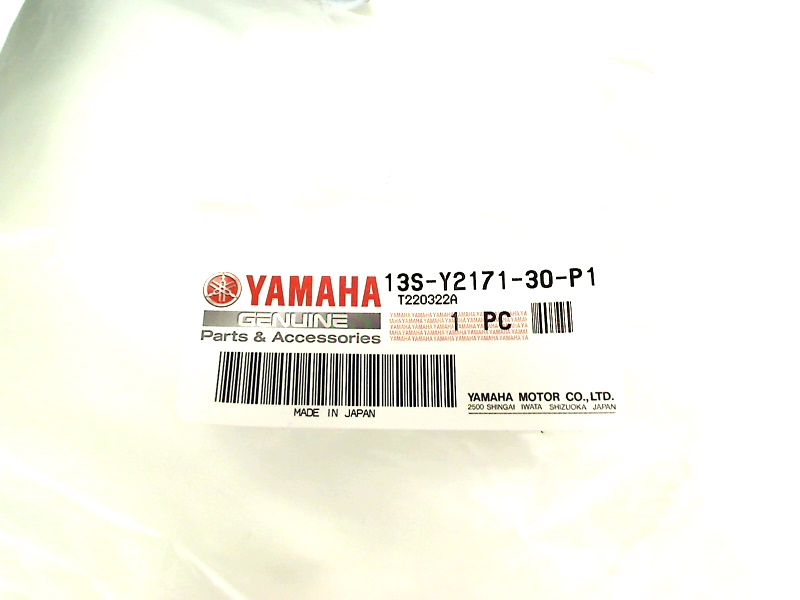 YAMAHA 13S-Y2171-30-P1
T220322A
GENUINE
1 PC
Parts & Accessories
YAMAHA MOTOR CO.,LTD.
2500 SHINGAI IWATA SHIZUOKA JAPAN
MADE IN JAPAN